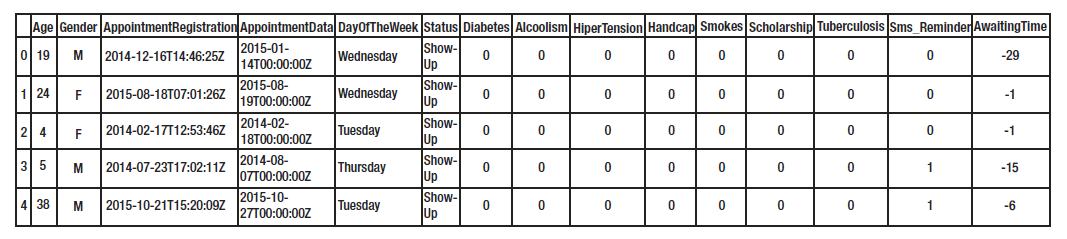 Age Gender AppointmentRegistration AppointmentData DayOfTheWeek Status Diabetes Alcoolism HiperTension Handcap Smokes Scholarship Tuberculosis Sms_Reminder AwaitingTime
0 19 M 2014-12-16T14:46:25Z 2015-01-14T00:00:00Z Wednesday Show-Up 0 0 0 0 0 0 0 0 -29
1 24 F 2015-08-18T07:01:26Z 2015-08-19T00:00:00Z Wednesday Show-Up 0 0 0 0 0 0 0 0 -1
2 4 F 2014-02-17T12:53:46Z 2014-02-18T00:00:00Z Tuesday Show-Up 0 0 0 0 0 0 0 0 -1
3 5 M 2014-07-23T17:02:11Z 2014-08-07T00:00:00Z Thursday Show-Up 0 0 0 0 0 0 0 1 -15
4 38 M 2015-10-21T15:20:09Z 2015-10-27T00:00:00Z Tuesday Show-Up 0 0 0 0 0 0 0 1 -6